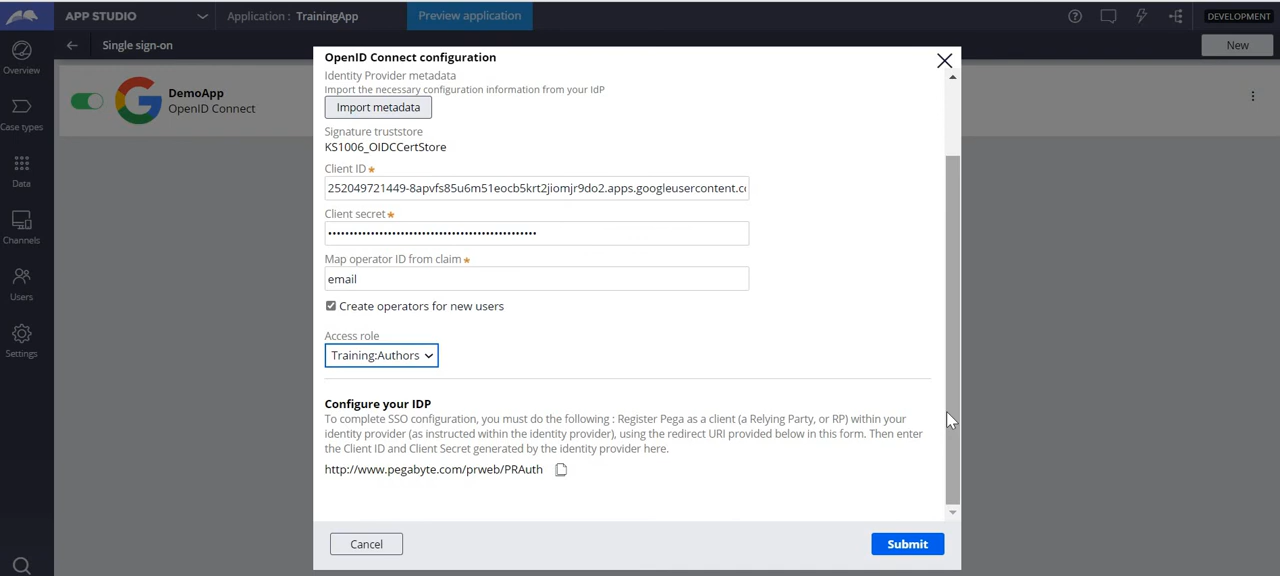 APP STUDIO
Application : TrainingApp
Preview application
DEVELOPMENT
Single sign-on
New
Overview
Case types
Data
Channels
Users
Settings
DemoApp
OpenID Connect
OpenID Connect configuration
Identity Provider metadata
Import the necessary configuration information from your IdP
Import metadata
Signature truststore
KS1006_OIDCCertStore
Client ID★
252049721449-8apvfs85u6m51eocb5krt2jiomjr9do2.apps.googleusercontent.co
Client secret★
••••••••••••••••••••••••••••••••••••••••••••••••
Map operator ID from claim ★
email
Create operators for new users
Access role
Training:Authors
Configure your IDP
To complete SSO configuration, you must do the following : Register Pega as a client (a Relying Party, or RP) within your
identity provider (as instructed within the identity provider), using the redirect URI provided below in this form. Then enter
the Client ID and Client Secret generated by the identity provider here.
http://www.pegabyte.com/prweb/PRAuth
Cancel
Submit